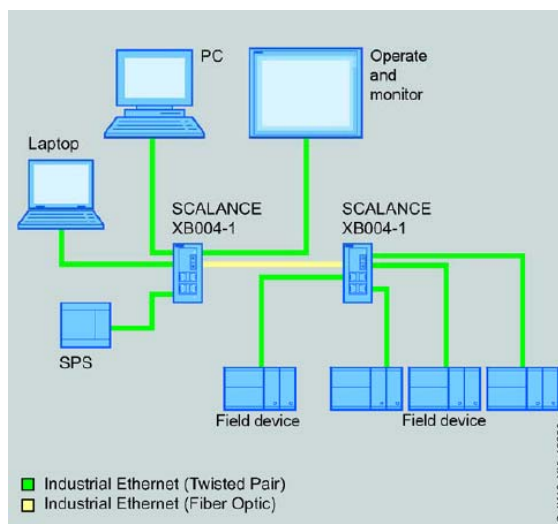 PC
Operate
and
monitor
Laptop
SCALANCE
XB004-1
SCALANCE
XB004-1
SPS
Field device
Field device
Industrial Ethernet (Twisted Pair)
Industrial Ethernet (Fiber Optic)